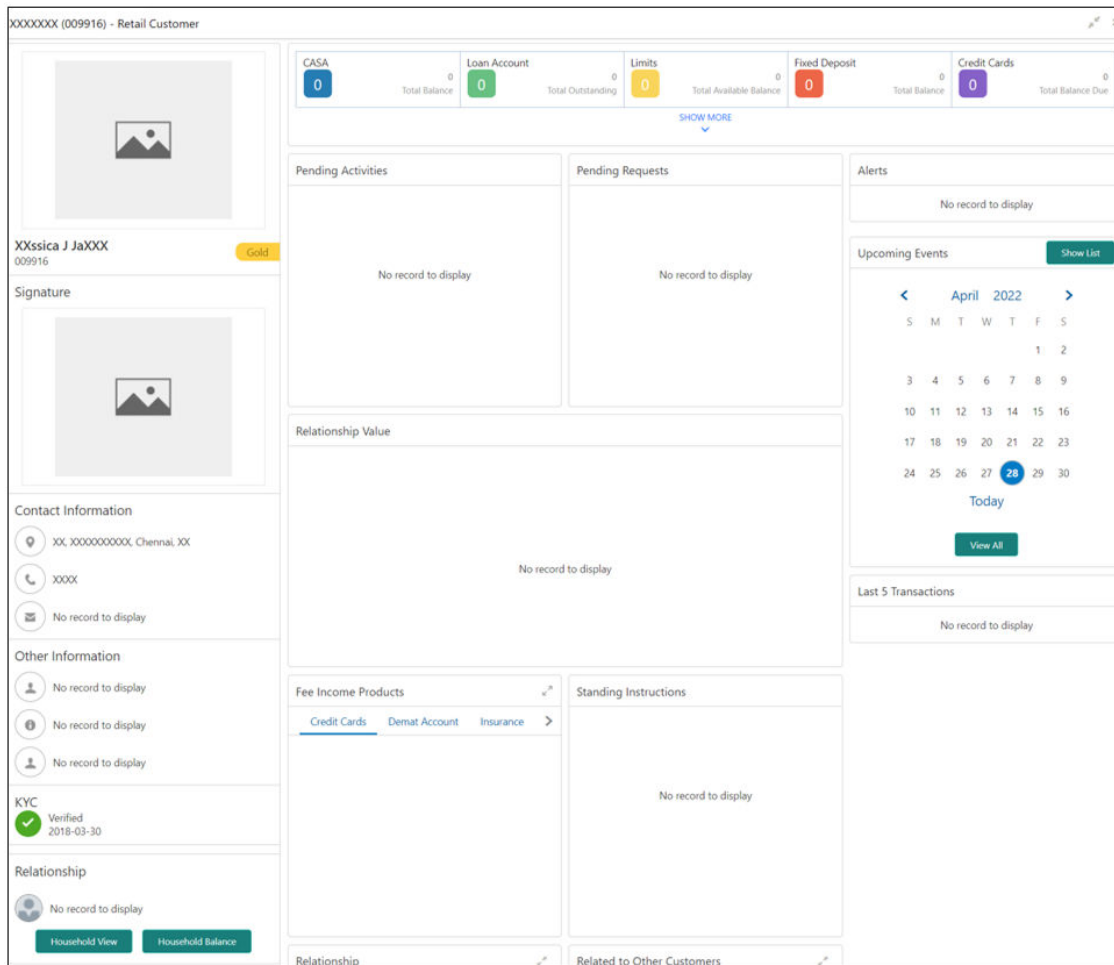 XXXXXXX (009916) - Retail Customer
XXssica J JaXXX
009916
Gold
Signature
Contact Information
XX, XXXXXXXXXX, Chennai, XX
XXXX
No record to display
Other Information
No record to display
No record to display
No record to display
KYC
Verified
2018-03-30
Relationship
No record to display
Household View Household Balance
CASA
0
0
Total Balance
Loan Account
0
0
Total Outstanding
Limits
0
0
Total Available Balance
Fixed Deposit
0
0
Total Balance
Credit Cards
0
0
Total Balance Due
SHOW MORE
Pending Activities
No record to display
Pending Requests
No record to display
Relationship Value
No record to display
Fee Income Products
Credit Cards Demat Account Insurance
Standing Instructions
No record to display
Relationship
Related to Other Customers
Alerts
No record to display
Upcoming Events
Show List
April 2022
S M T W T F S
1 2
3 4 5 6 7 8 9
10 11 12 13 14 15 16
17 18 19 20 21 22 23
24 25 26 27 28 29 30
Today
View All
Last 5 Transactions
No record to display